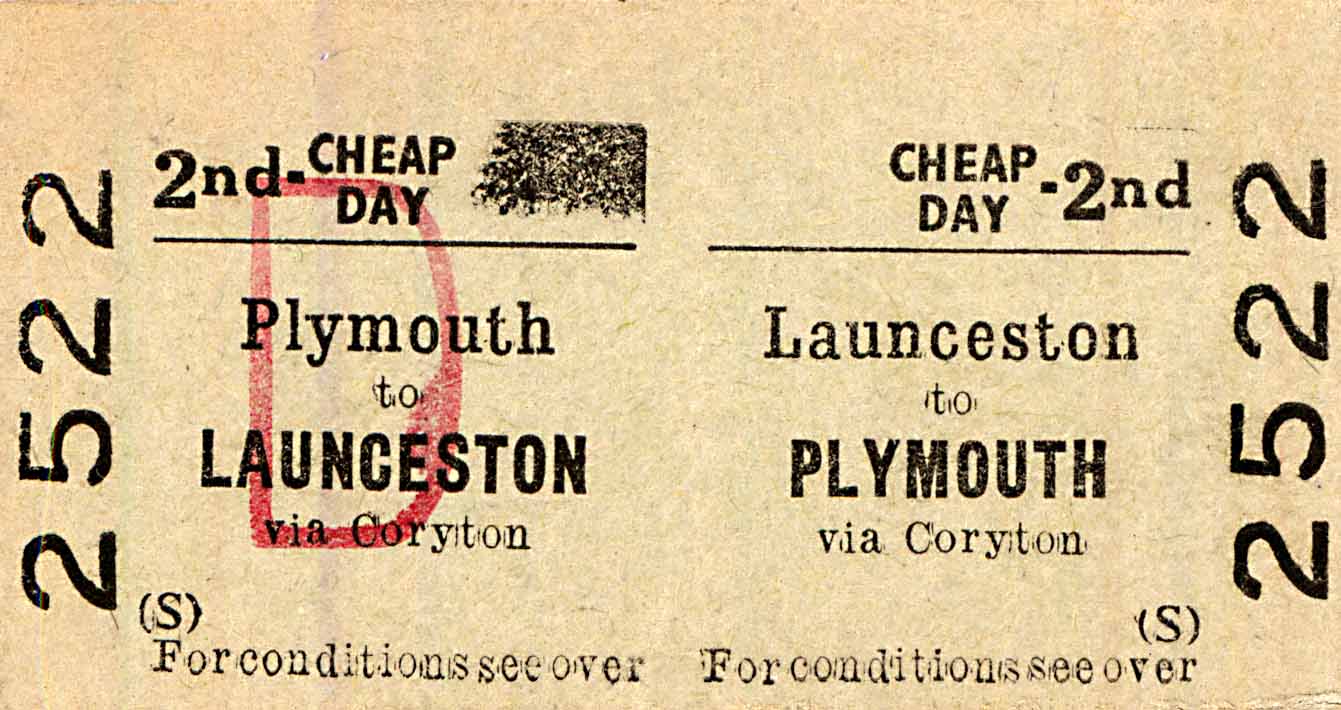 2522
2nd-CHEAP DAY
Plymouth
to
LAUNCESTON
via Coryton
(S)
For conditions see over
D
CHEAP DAY-2nd
Launceston
to
PLYMOUTH
via Coryton
(S)
For conditions see over
2522